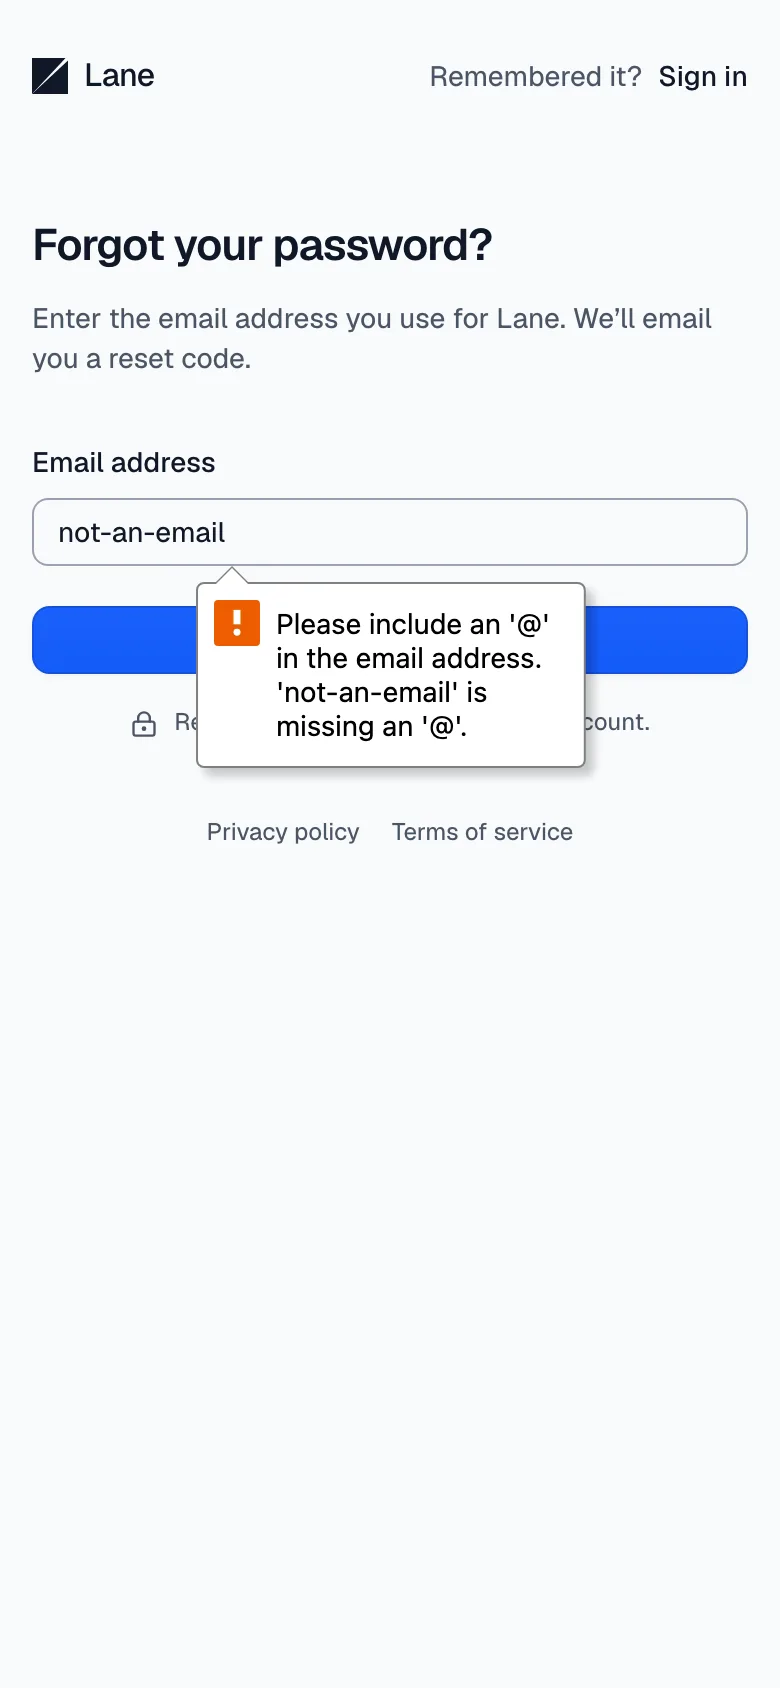 Lane
Remembered it? Sign in
Forgot your password?
Enter the email address you use for Lane. We’ll email
you a reset code.
Email address
not-an-email
Please include an '@'
in the email address.
'not-an-email' is
missing an '@'.
Privacy policy Terms of service